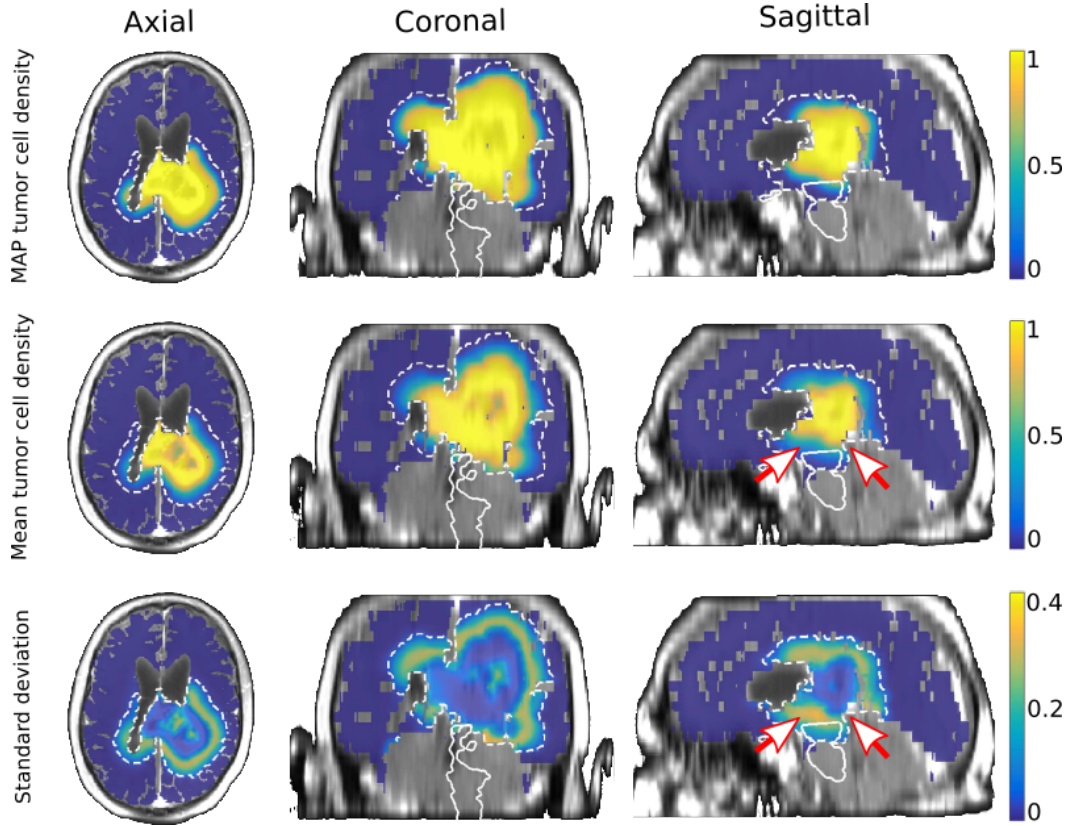 Axial
Coronal
Sagittal
MAP tumor cell density
1
0.5
0
Mean tumor cell density
1
0.5
0
Standard deviation
0.4
0.2
0